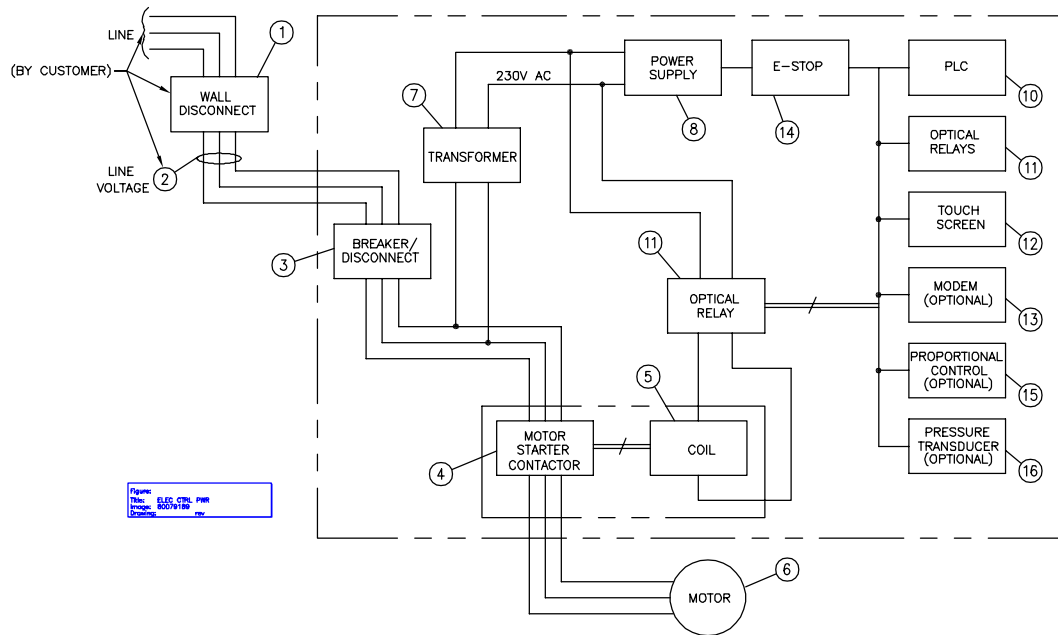 LINE
1
(BY CUSTOMER)
WALL
DISCONNECT
LINE
VOLTAGE
2
3
BREAKER/
DISCONNECT
7
230V AC
TRANSFORMER
POWER
SUPPLY
8
E-STOP
14
PLC
10
OPTICAL
RELAYS
11
TOUCH
SCREEN
12
MODEM
(OPTIONAL)
13
PROPORTIONAL
CONTROL
(OPTIONAL)
15
PRESSURE
TRANSDUCER
(OPTIONAL)
16
11
OPTICAL
RELAY
5
COIL
4
MOTOR
STARTER
CONTACTOR
6
MOTOR
Figure:
Title: ELEC CTRL PWR
Image: 80079189
Drawing: rev